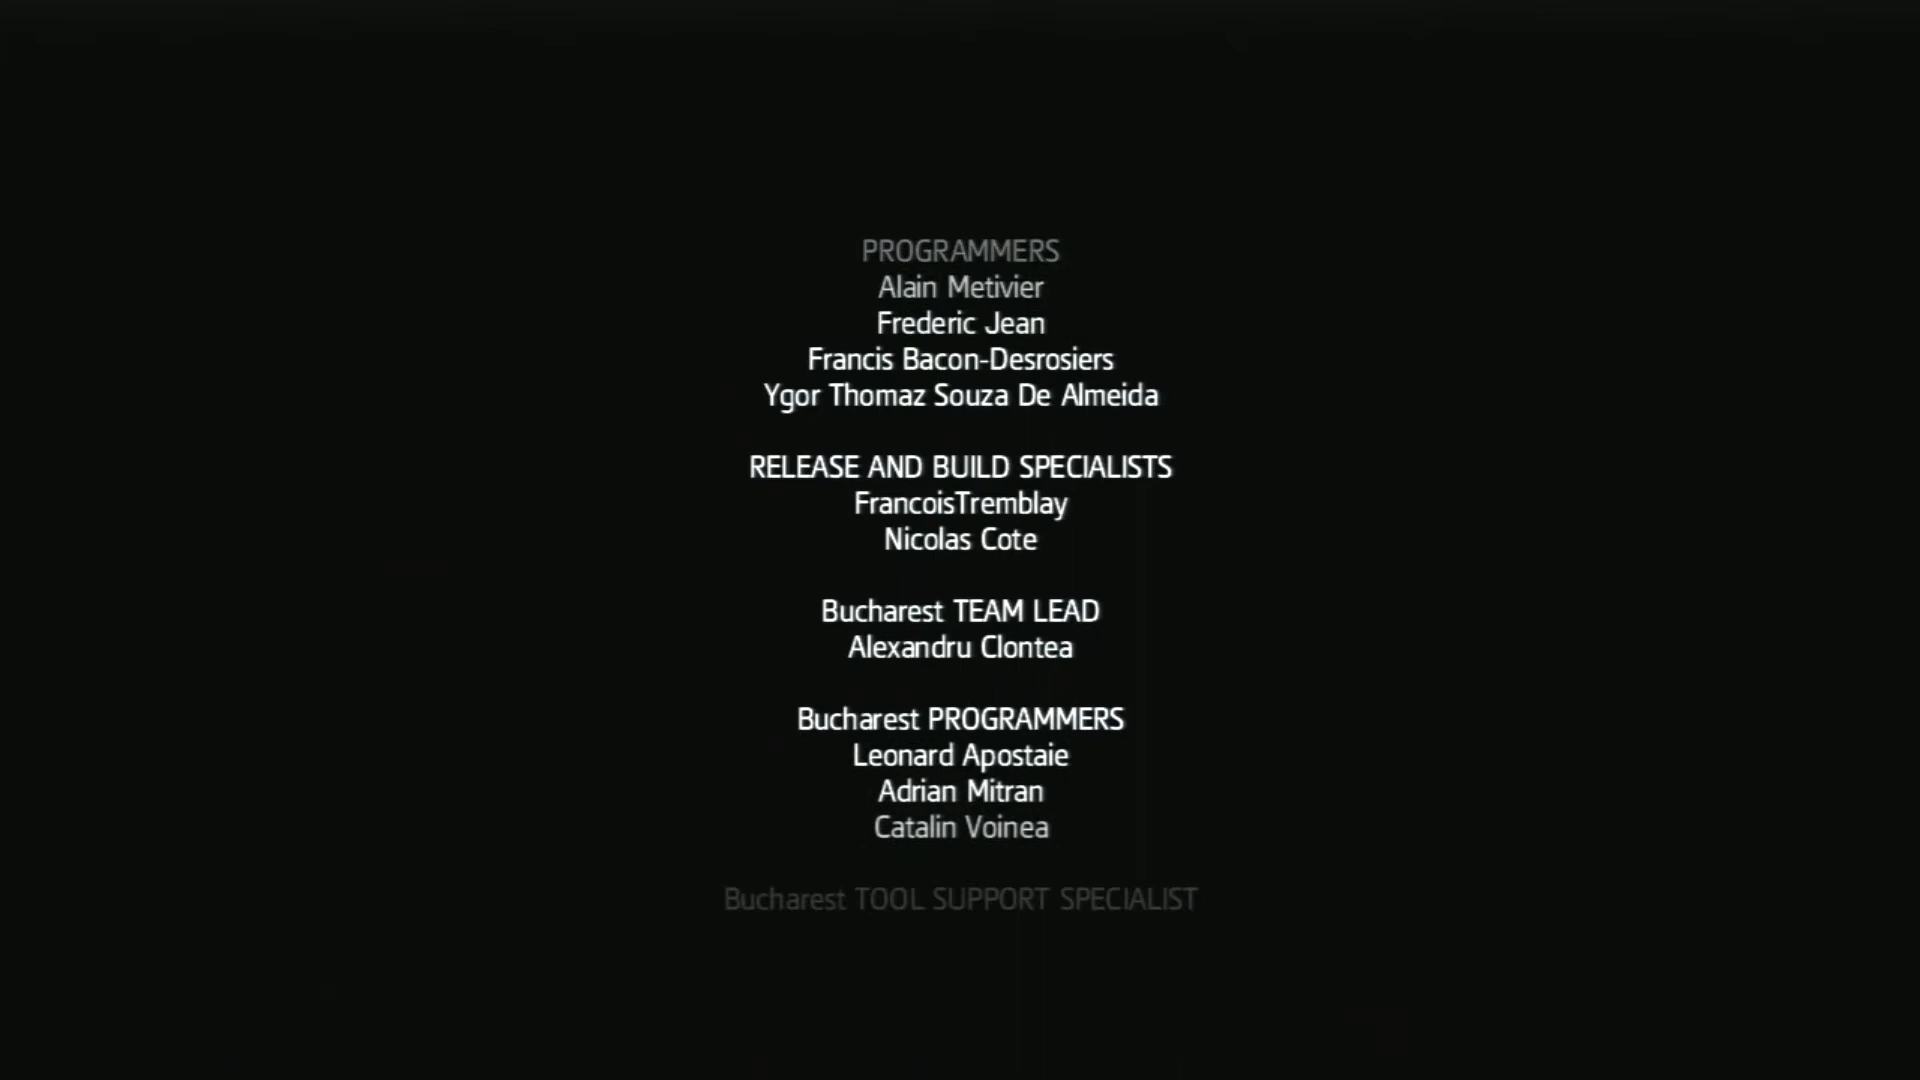 PROGRAMMERS
Alain Metivier
Frederic Jean
Francis Bacon-Desrosiers
Ygor Thomaz Souza De Almeida
RELEASE AND BUILD SPECIALISTS
FrancoisTremblay
Nicolas Cote
Bucharest TEAM LEAD
Alexandru Clontea
Bucharest PROGRAMMERS
Leonard Apostaie
Adrian Mitran
Catalin Voinea
Bucharest TOOL SUPPORT SPECIALIST